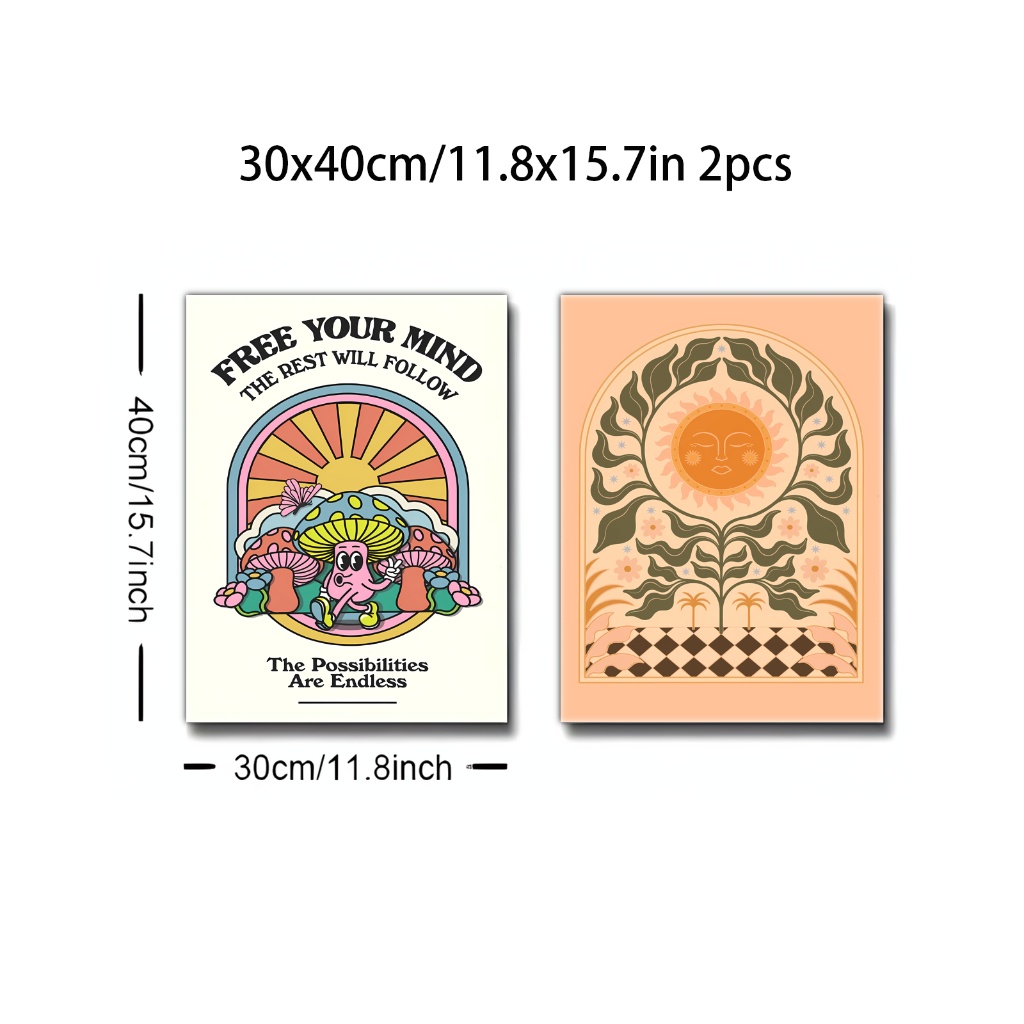 30x40cm/11.8x15.7in 2pcs
FREE YOUR MIND
THE REST WILL FOLLOW
40cm/15.7inch
The Possibilities
Are Endless
30cm/11.8inch